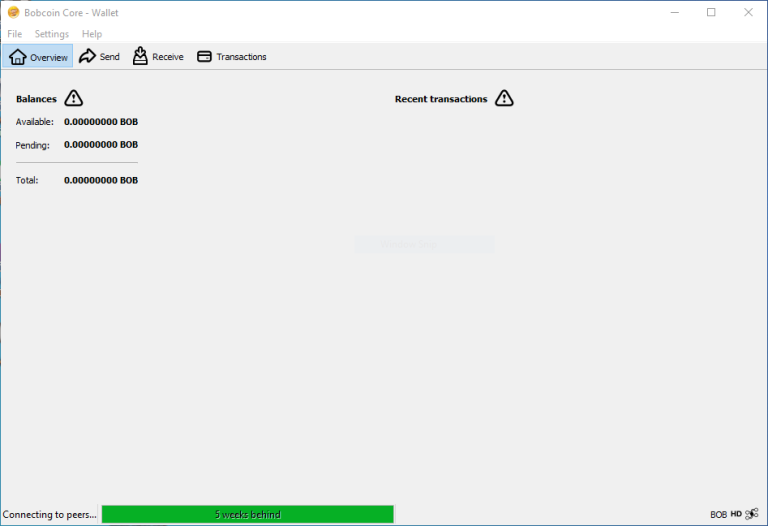 Bobcoin Core - Wallet
File Settings Help
Overview Send Receive Transactions
Balances Recent transactions
Available: 0.00000000 BOB
Pending: 0.00000000 BOB
Total: 0.00000000 BOB
Connecting to peers... 5 weeks behind BOB HD